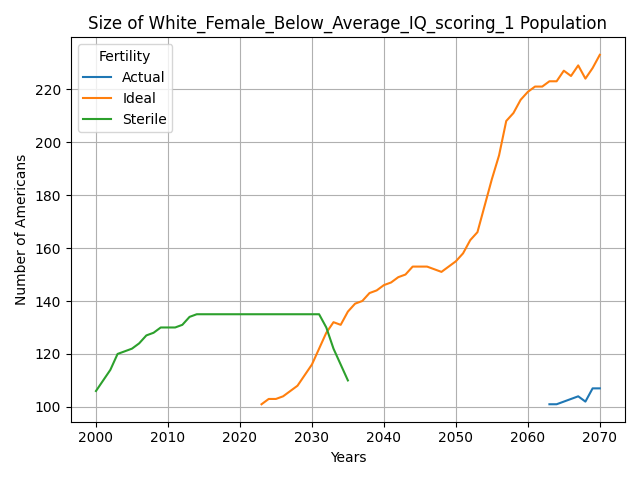 Size of White_Female_Below_Average_IQ_scoring_1 Population
Fertility
Actual
Ideal
Sterile
Number of Americans
220
200
180
160
140
120
100
2000 2010 2020 2030 2040 2050 2060 2070
Years